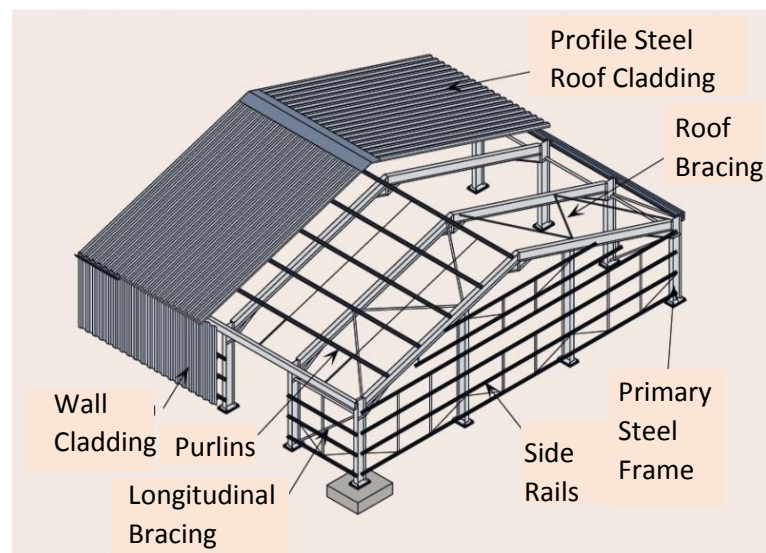 Profile Steel
Roof Cladding
Roof
Bracing
Wall
Cladding
Purlins
Longitudinal
Bracing
Side
Rails
Primary
Steel
Frame